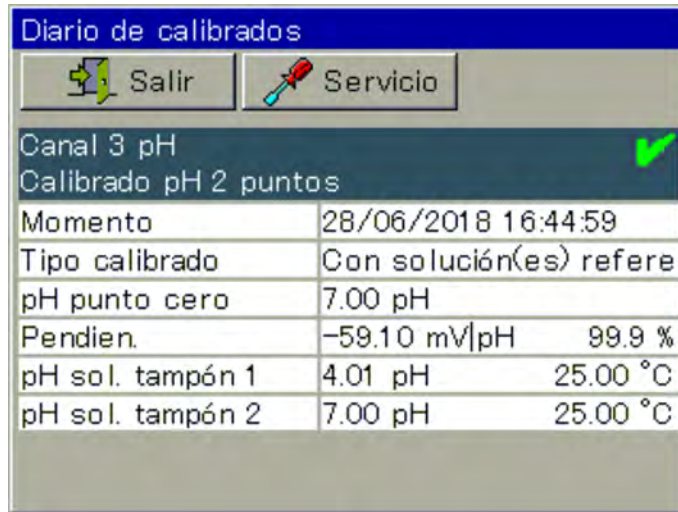 Diario de calibrados
Salir Servicio
Canal 3 pH
Calibrado pH 2 puntos
Momento 28/06/2018 16:44:59
Tipo calibrado Con solución(es) refere
pH punto cero 7.00 pH
Pendien. -59.10 mV|pH 99.9 %
pH sol. tampón 1 4.01 pH 25.00 °C
pH sol. tampón 2 7.00 pH 25.00 °C